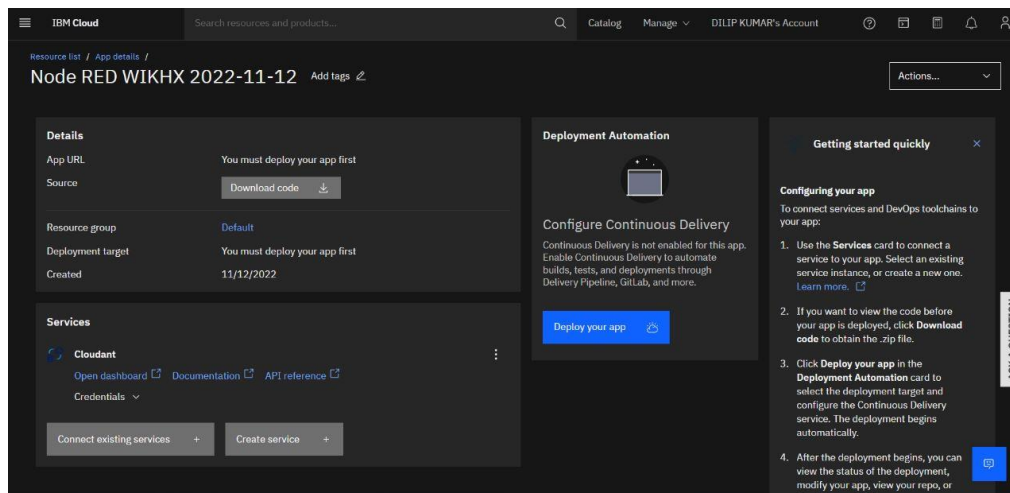 IBM Cloud
Search resources and products...
Catalog
Manage
DILIP KUMAR's Account
Resource list / App details /
Node RED WIKHX 2022-11-12
Add tags
Actions...
Details
App URL
You must deploy your app first
Source
Download code
Resource group
Default
Deployment target
You must deploy your app first
Created
11/12/2022
Services
Cloudant
Open dashboard
Documentation
API reference
Credentials
Connect existing services +
Create service +
Deployment Automation
Configure Continuous Delivery
Continuous Delivery is not enabled for this app.
Enable Continuous Delivery to automate
builds, tests, and deployments through
Delivery Pipeline, GitLab, and more.
Deploy your app
Getting started quickly
Configuring your app
To connect services and DevOps toolchains to
your app:
1. Use the Services card to connect a
service to your app. Select an existing
service instance, or create a new one.
Learn more.
2. If you want to view the code before
your app is deployed, click Download
code to obtain the .zip file.
3. Click Deploy your app in the
Deployment Automation card to
select the deployment target and
configure the Continuous Delivery
service. The deployment begins
automatically.
4. After the deployment begins, you can
view the status of the deployment,
modify your app, view your repo, or